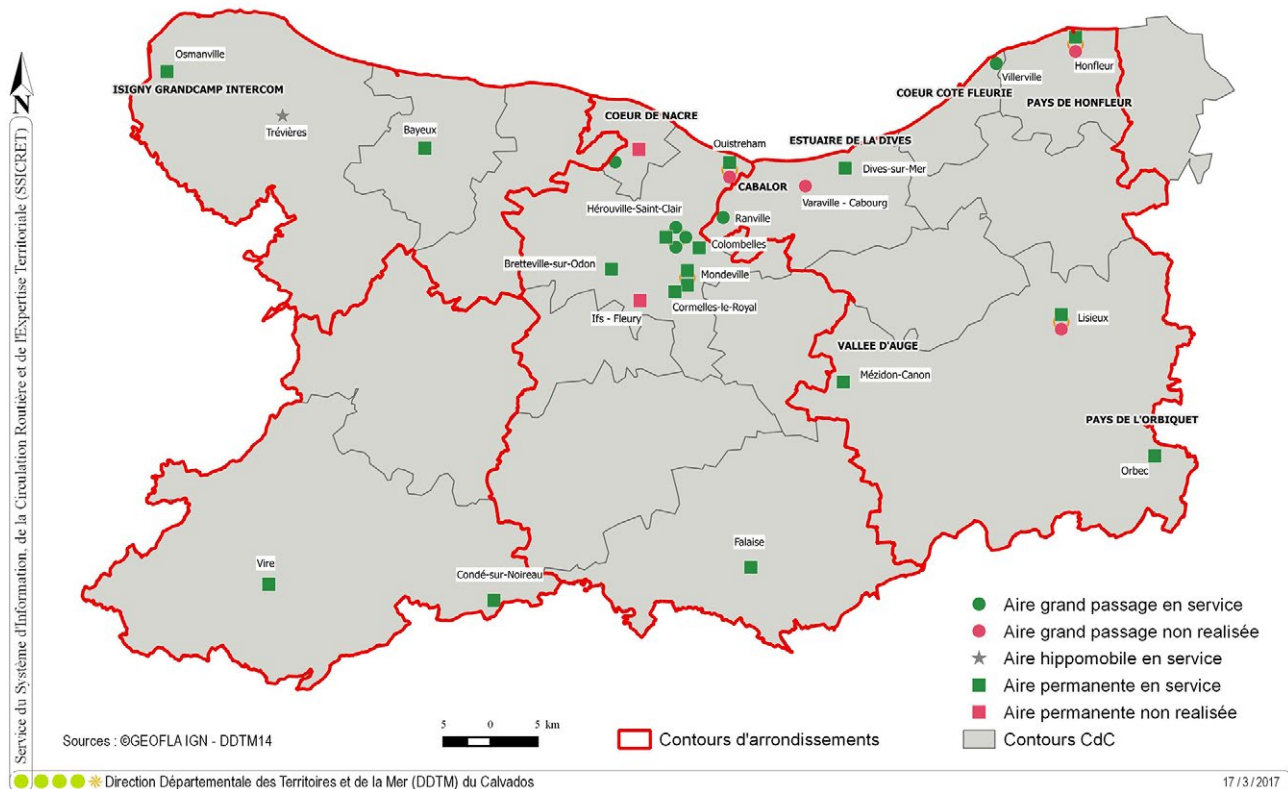 Osmanville
ISIGNY GRANDCAMP INTERCOM
Trévières
Bayeux
COEUR DE NACRE
Ouistreham
CABALOR
ESTUAIRE DE LA DIVES
Dives-sur-Mer
Varaville - Cabourg
COEUR COTE FLEURIE
Villerville
PAYS DE HONFLEUR
Honfleur
Hérouville-Saint-Clair
Ranville
Colombelles
Bretteville-sur-Odon
Mondeville
Ifs - Fleury
Cormelles-le-Royal
VALLEE D'AUGE
Mézidon-Canon
Lisieux
PAYS DE L'ORBIQUET
Orbec
Vire
Condé-sur-Noireau
Falaise
N
Service du Système d'Information, de la Circulation Routière et de l'Expertise Territoriale (SSICRET)
Aire grand passage en service
Aire grand passage non realisée
Aire hippomobile en service
Aire permanente en service
Aire permanente non realisée
Sources : ©GEOFLA IGN - DDTM14
5 0 5 km
Contours d'arrondissements
Contours CdC
Direction Départementale des Territoires et de la Mer (DDTM) du Calvados
17 / 3 / 2017